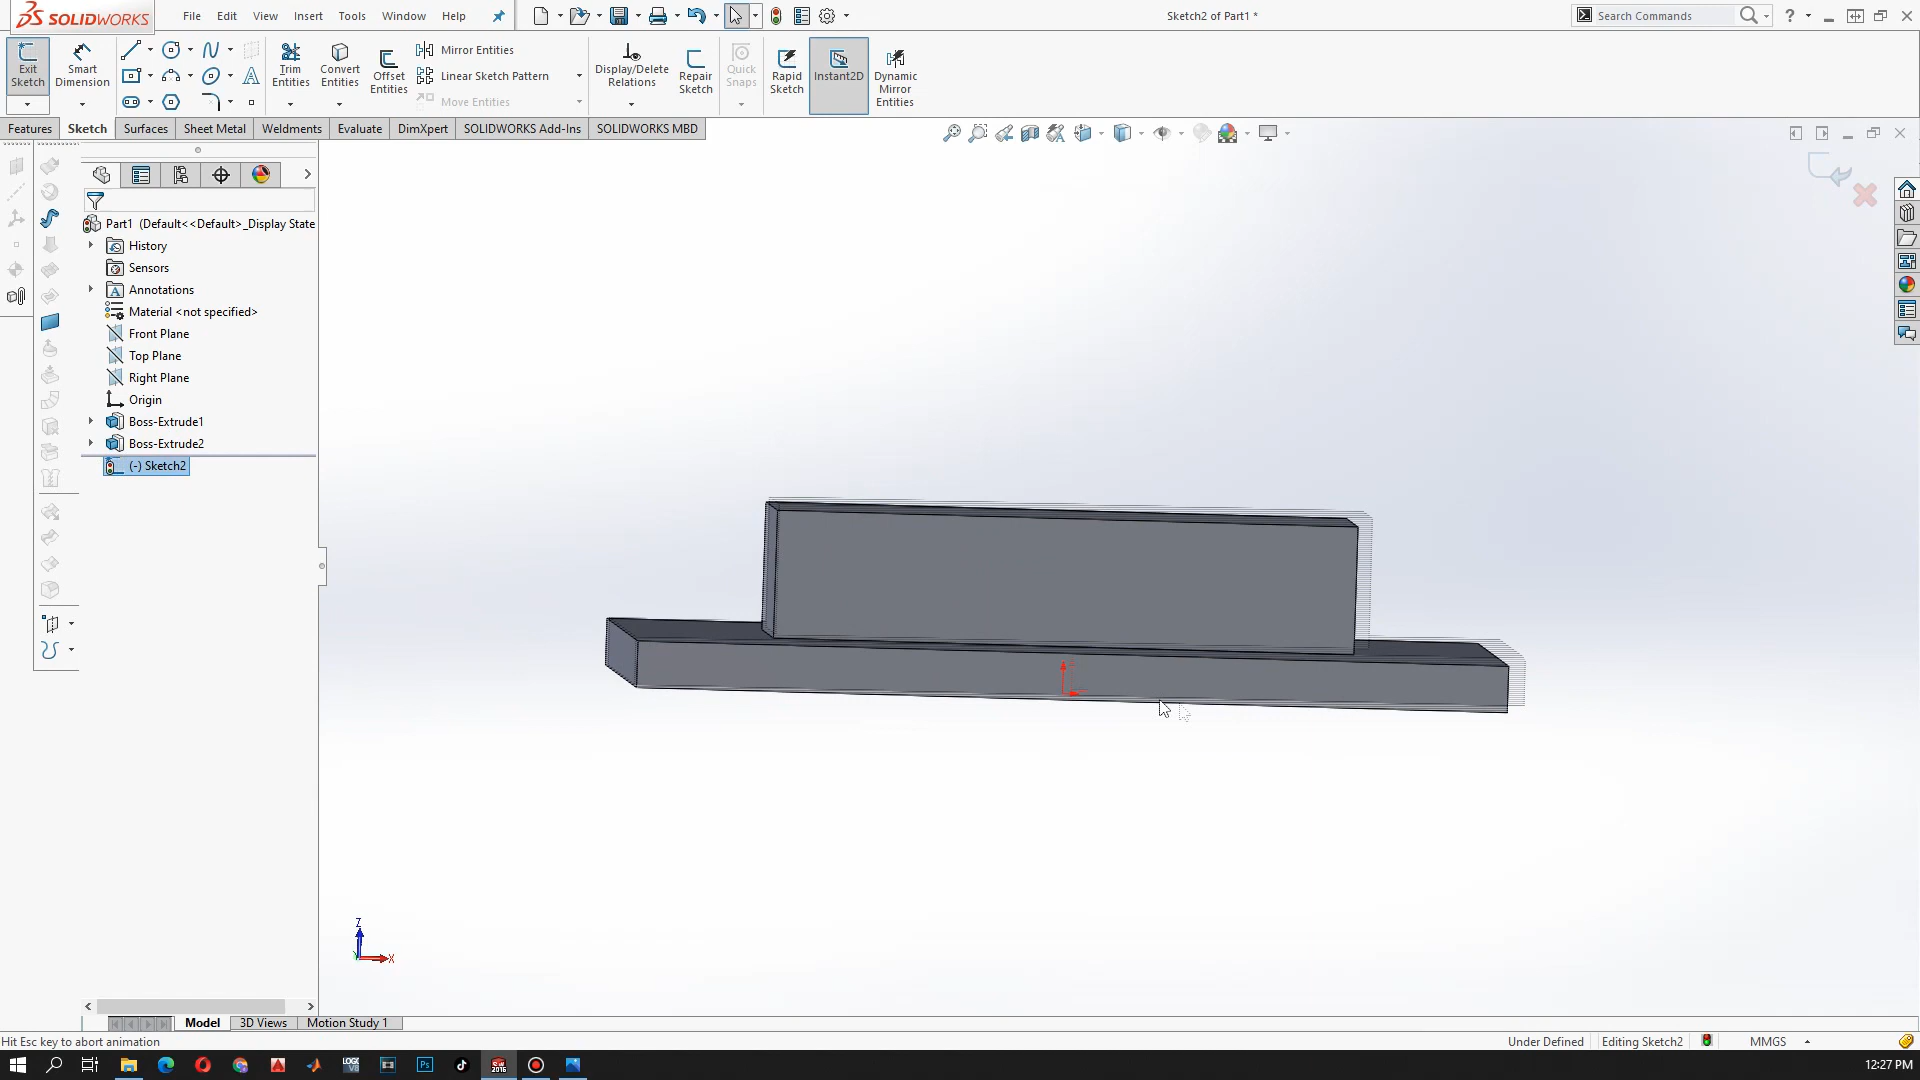 SOLIDWORKS File Edit View Insert Tools Window Help Sketch2 of Part1 * Search Commands ?
Exit Sketch Smart Dimension Trim Entities Convert Entities Offset Entities Mirror Entities Linear Sketch Pattern Move Entities Display/Delete Relations Repair Sketch Quick Snaps Rapid Sketch Instant2D Dynamic Mirror Entities
Features Sketch Surfaces Sheet Metal Weldments Evaluate DimXpert SOLIDWORKS Add-Ins SOLIDWORKS MBD
Part1 (Default<<Default>_Display State
History
Sensors
Annotations
Material <not specified>
Front Plane
Top Plane
Right Plane
Origin
Boss-Extrude1
Boss-Extrude2
(-) Sketch2
Z
X
Model 3D Views Motion Study 1
Hit Esc key to abort animation Under Defined Editing Sketch2 MMGS
12:27 PM